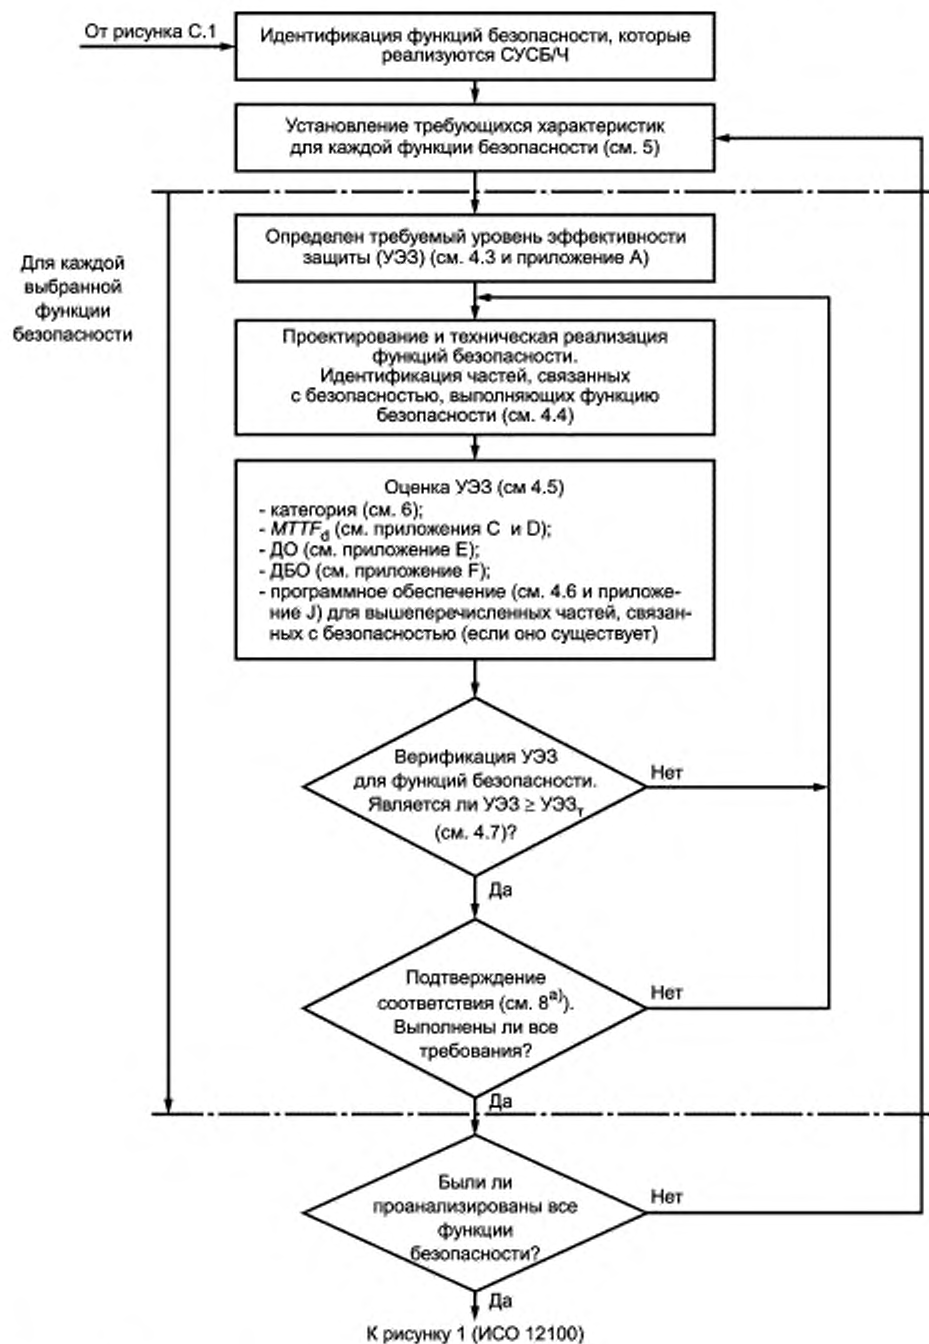 От рисунка С.1
Идентификация функций безопасности, которые
реализуются СУСБ/Ч
Установление требующихся характеристик
для каждой функции безопасности (см. 5)
Для каждой
выбранной
функции
безопасности
Определен требуемый уровень эффективности
защиты (УЭЗ) (см. 4.3 и приложение А)
Проектирование и техническая реализация
функций безопасности.
Идентификация частей, связанных
с безопасностью, выполняющих функцию
безопасности (см. 4.4)
Оценка УЭЗ (см 4.5)
- категория (см. 6);
- MTTFd (см. приложения C и D);
- ДО (см. приложение E);
- ДБО (см. приложение F);
- программное обеспечение (см. 4.6 и приложе-
ние J) для вышеперечисленных частей, связан-
ных с безопасностью (если оно существует)
Верификация УЭЗ
для функций безопасности.
Является ли УЭЗ ≥ УЭЗт
(см. 4.7)?
Нет
Да
Подтверждение
соответствия (см. 8а)).
Выполнены ли все
требования?
Нет
Да
Были ли
проанализированы все
функции
безопасности?
Нет
Да
К рисунку 1 (ИСО 12100)